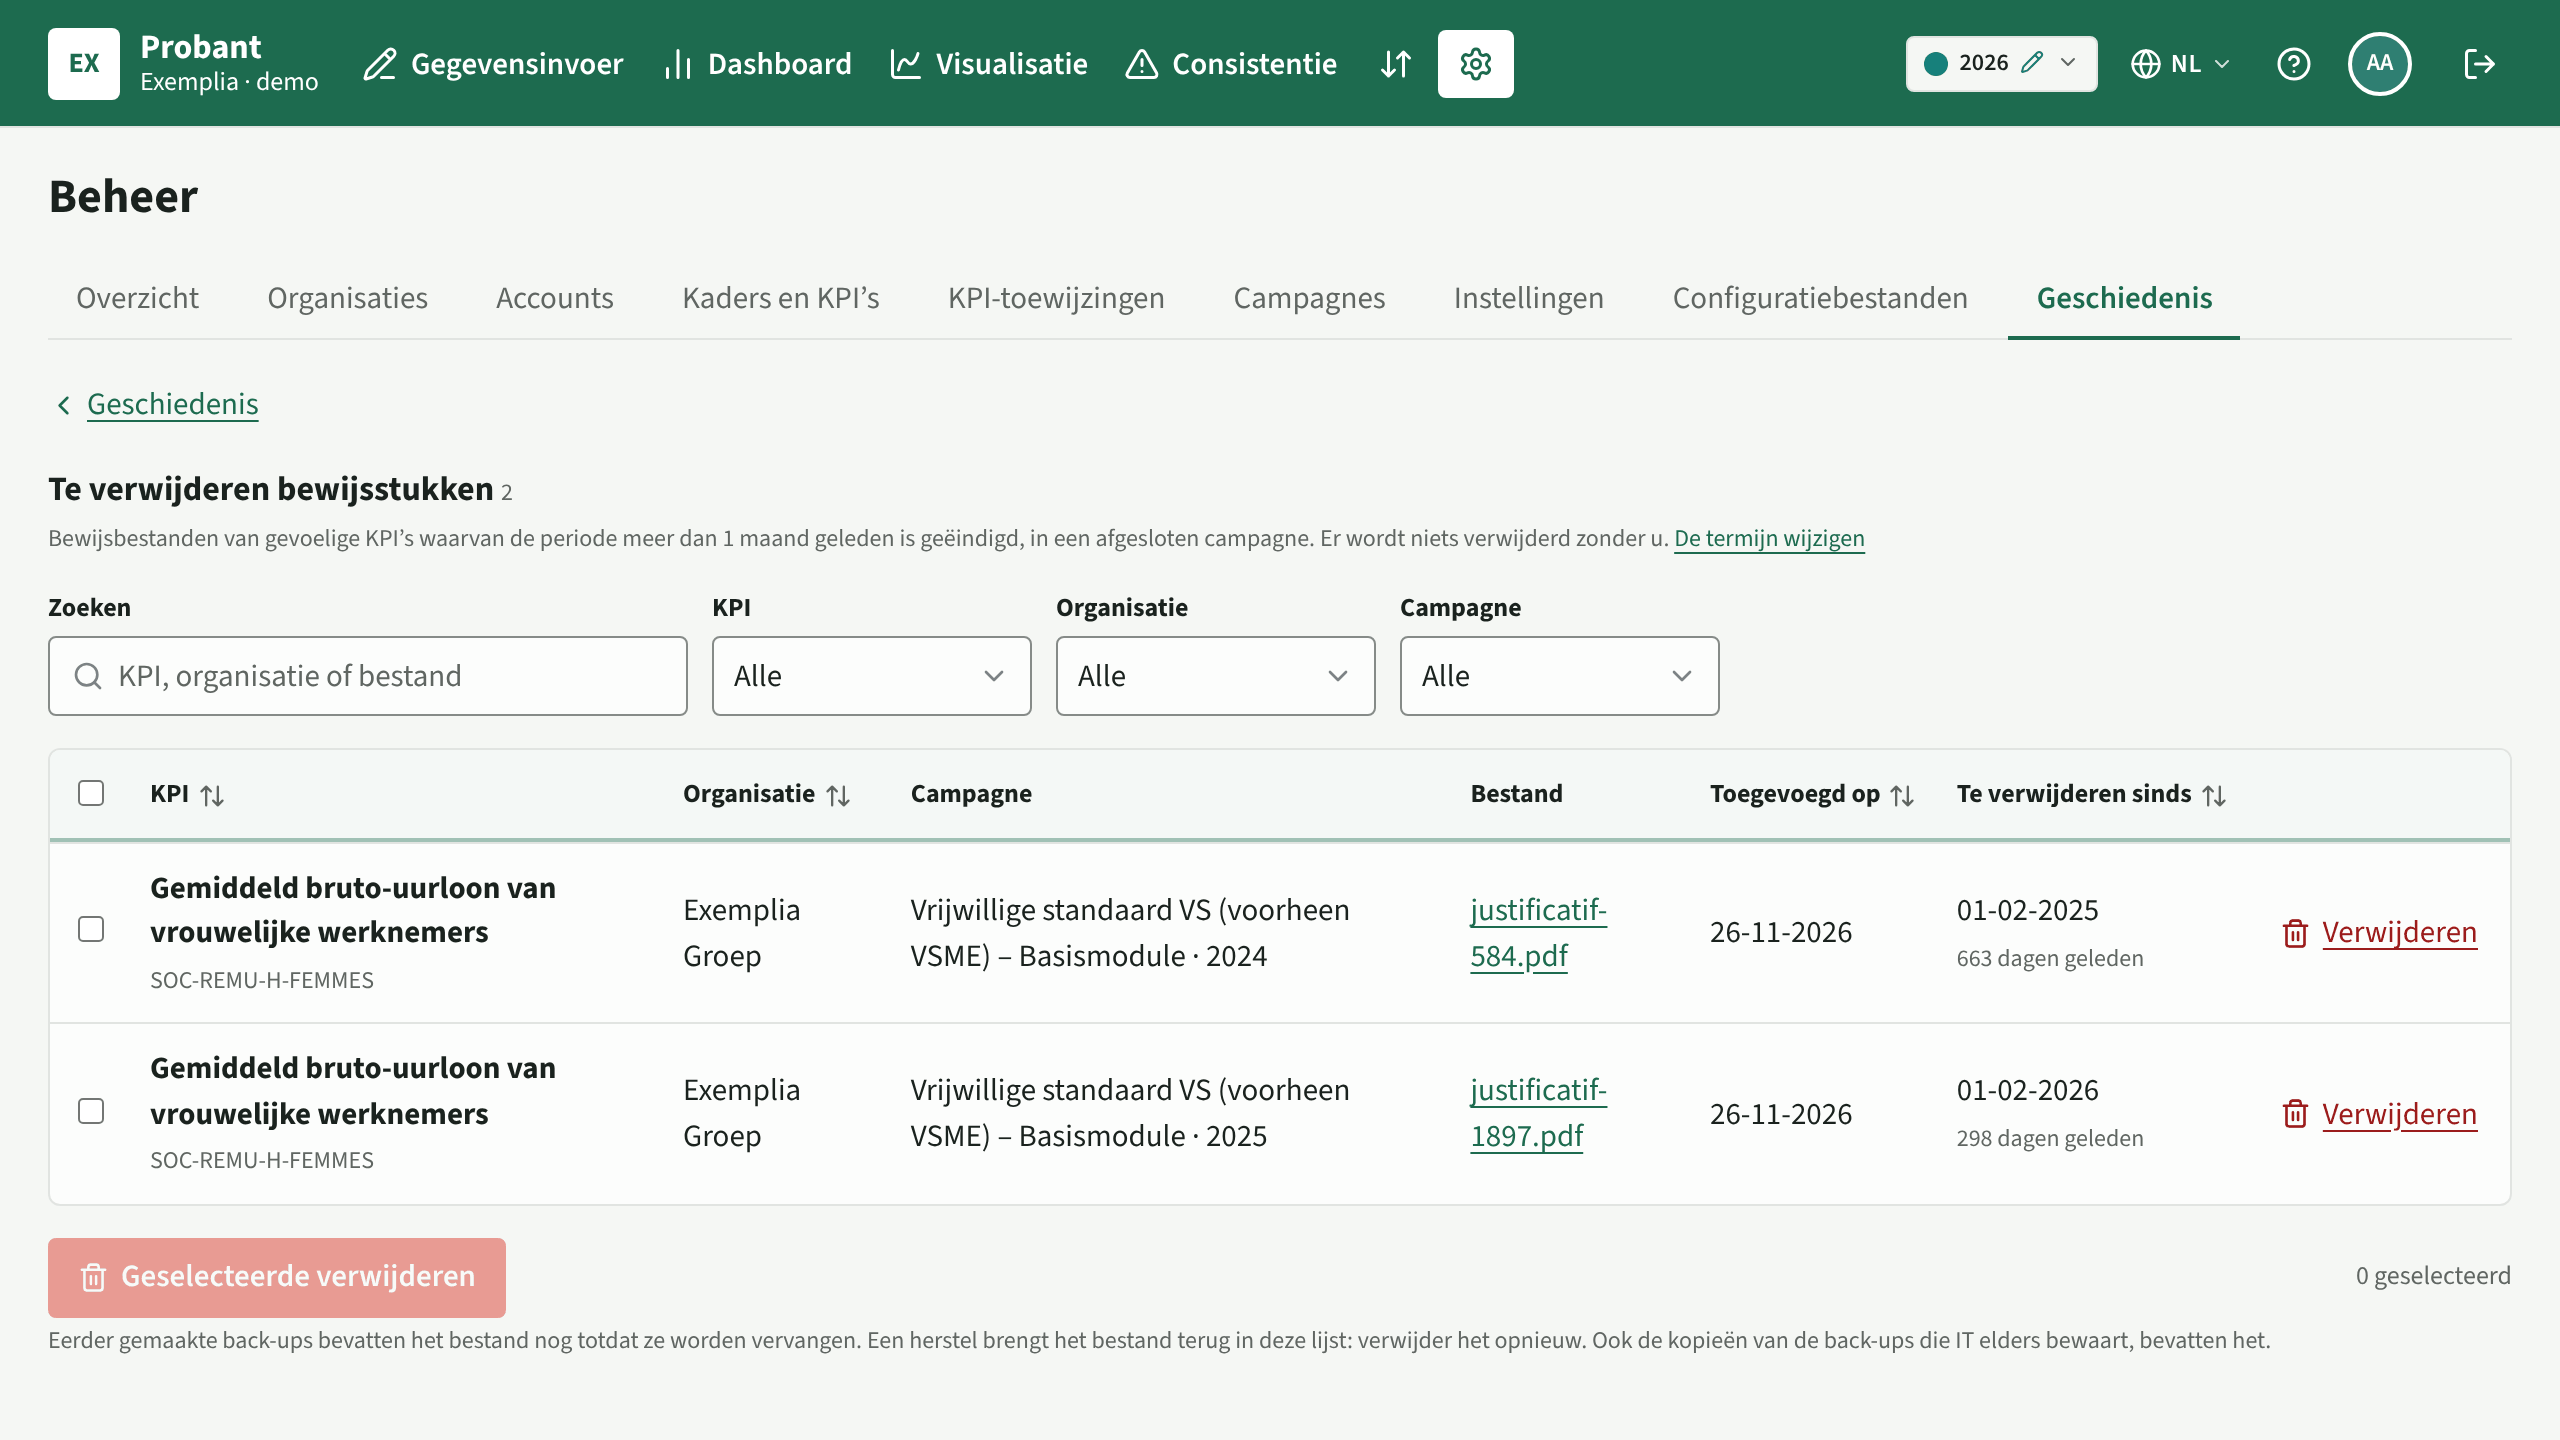 EX
Probant
Exemplia · demo
Gegevensinvoer
Dashboard
Visualisatie
Consistentie
2026
NL
AA
Beheer
Overzicht
Organisaties
Accounts
Kaders en KPI’s
KPI-toewijzingen
Campagnes
Instellingen
Configuratiebestanden
Geschiedenis
Geschiedenis
Te verwijderen bewijsstukken 2
Bewijsbestanden van gevoelige KPI’s waarvan de periode meer dan 1 maand geleden is geëindigd, in een afgesloten campagne. Er wordt niets verwijderd zonder u. De termijn wijzigen
Zoeken
KPI
Organisatie
Campagne
KPI, organisatie of bestand
Alle
Alle
Alle
KPI
Organisatie
Campagne
Bestand
Toegevoegd op
Te verwijderen sinds
Gemiddeld bruto-uurloon van
vrouwelijke werknemers
SOC-REMU-H-FEMMES
Exemplia
Groep
Vrijwillige standaard VS (voorheen
VSME) – Basismodule · 2024
justificatif-
584.pdf
26-11-2026
01-02-2025
663 dagen geleden
Verwijderen
Gemiddeld bruto-uurloon van
vrouwelijke werknemers
SOC-REMU-H-FEMMES
Exemplia
Groep
Vrijwillige standaard VS (voorheen
VSME) – Basismodule · 2025
justificatif-
1897.pdf
26-11-2026
01-02-2026
298 dagen geleden
Verwijderen
Geselecteerde verwijderen
0 geselecteerd
Eerder gemaakte back-ups bevatten het bestand nog totdat ze worden vervangen. Een herstel brengt het bestand terug in deze lijst: verwijder het opnieuw. Ook de kopieën van de back-ups die IT elders bewaart, bevatten het.